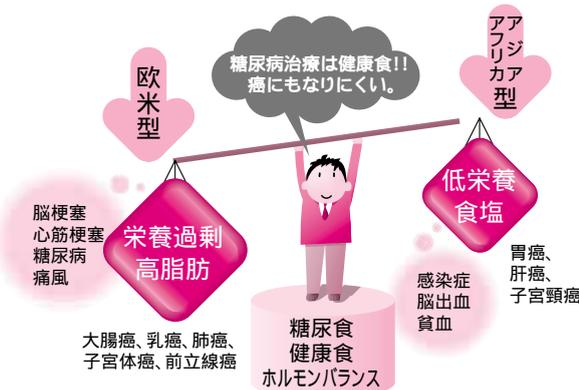 糖尿病治療は健康食!!
癌にもなりにくい。
欧米型
アジア
アフリカ型
栄養過剰
高脂肪
低栄養
食塩
脳梗塞
心筋梗塞
糖尿病
痛風
大腸癌、乳癌、肺癌、
子宮体癌、前立線癌
感染症
脳出血
貧血
胃癌、
肝癌、
子宮頸癌
糖尿食
健康食
ホルモンバランス